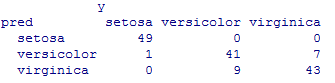 y
pred setosa versicolor virginica
setosa 49 0 0
versicolor 1 41 7
virginica 0 9 43